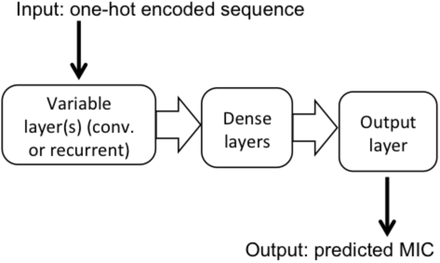 Input: one-hot encoded sequence
Variable
layer(s) (conv.
or recurrent)
Dense
layers
Output
layer
Output: predicted MIC